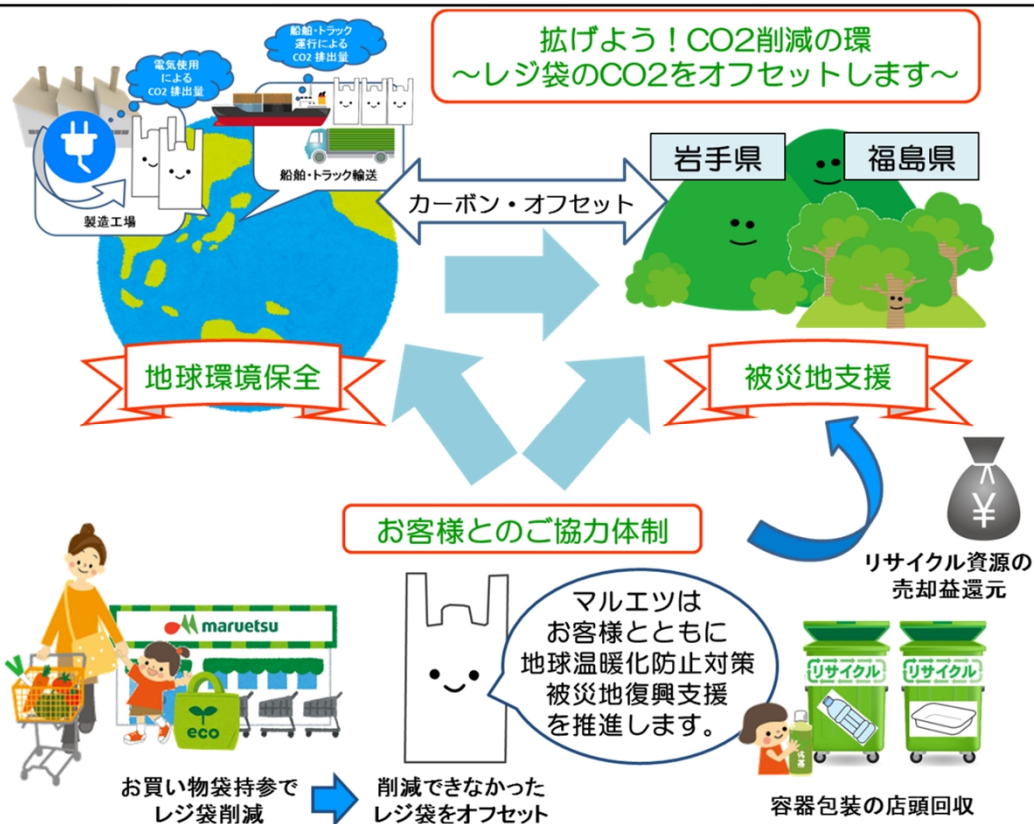 拡げよう！CO2削減の環
～レジ袋のCO2をオフセットします～
船舶・トラック
運行による
CO2 排出量
電気使用
による
CO2 排出量
製造工場
船舶・トラック輸送
カーボン・オフセット
岩手県
福島県
地球環境保全
被災地支援
お客様とのご協力体制
¥
リサイクル資源の
売却益還元
maruetsu
eco
マルエツは
お客様とともに
地球温暖化防止対策
被災地復興支援
を推進します。
リサイクル
リサイクル
お買い物袋持参で
レジ袋削減
削減できなかった
レジ袋をオフセット
容器包装の店頭回収